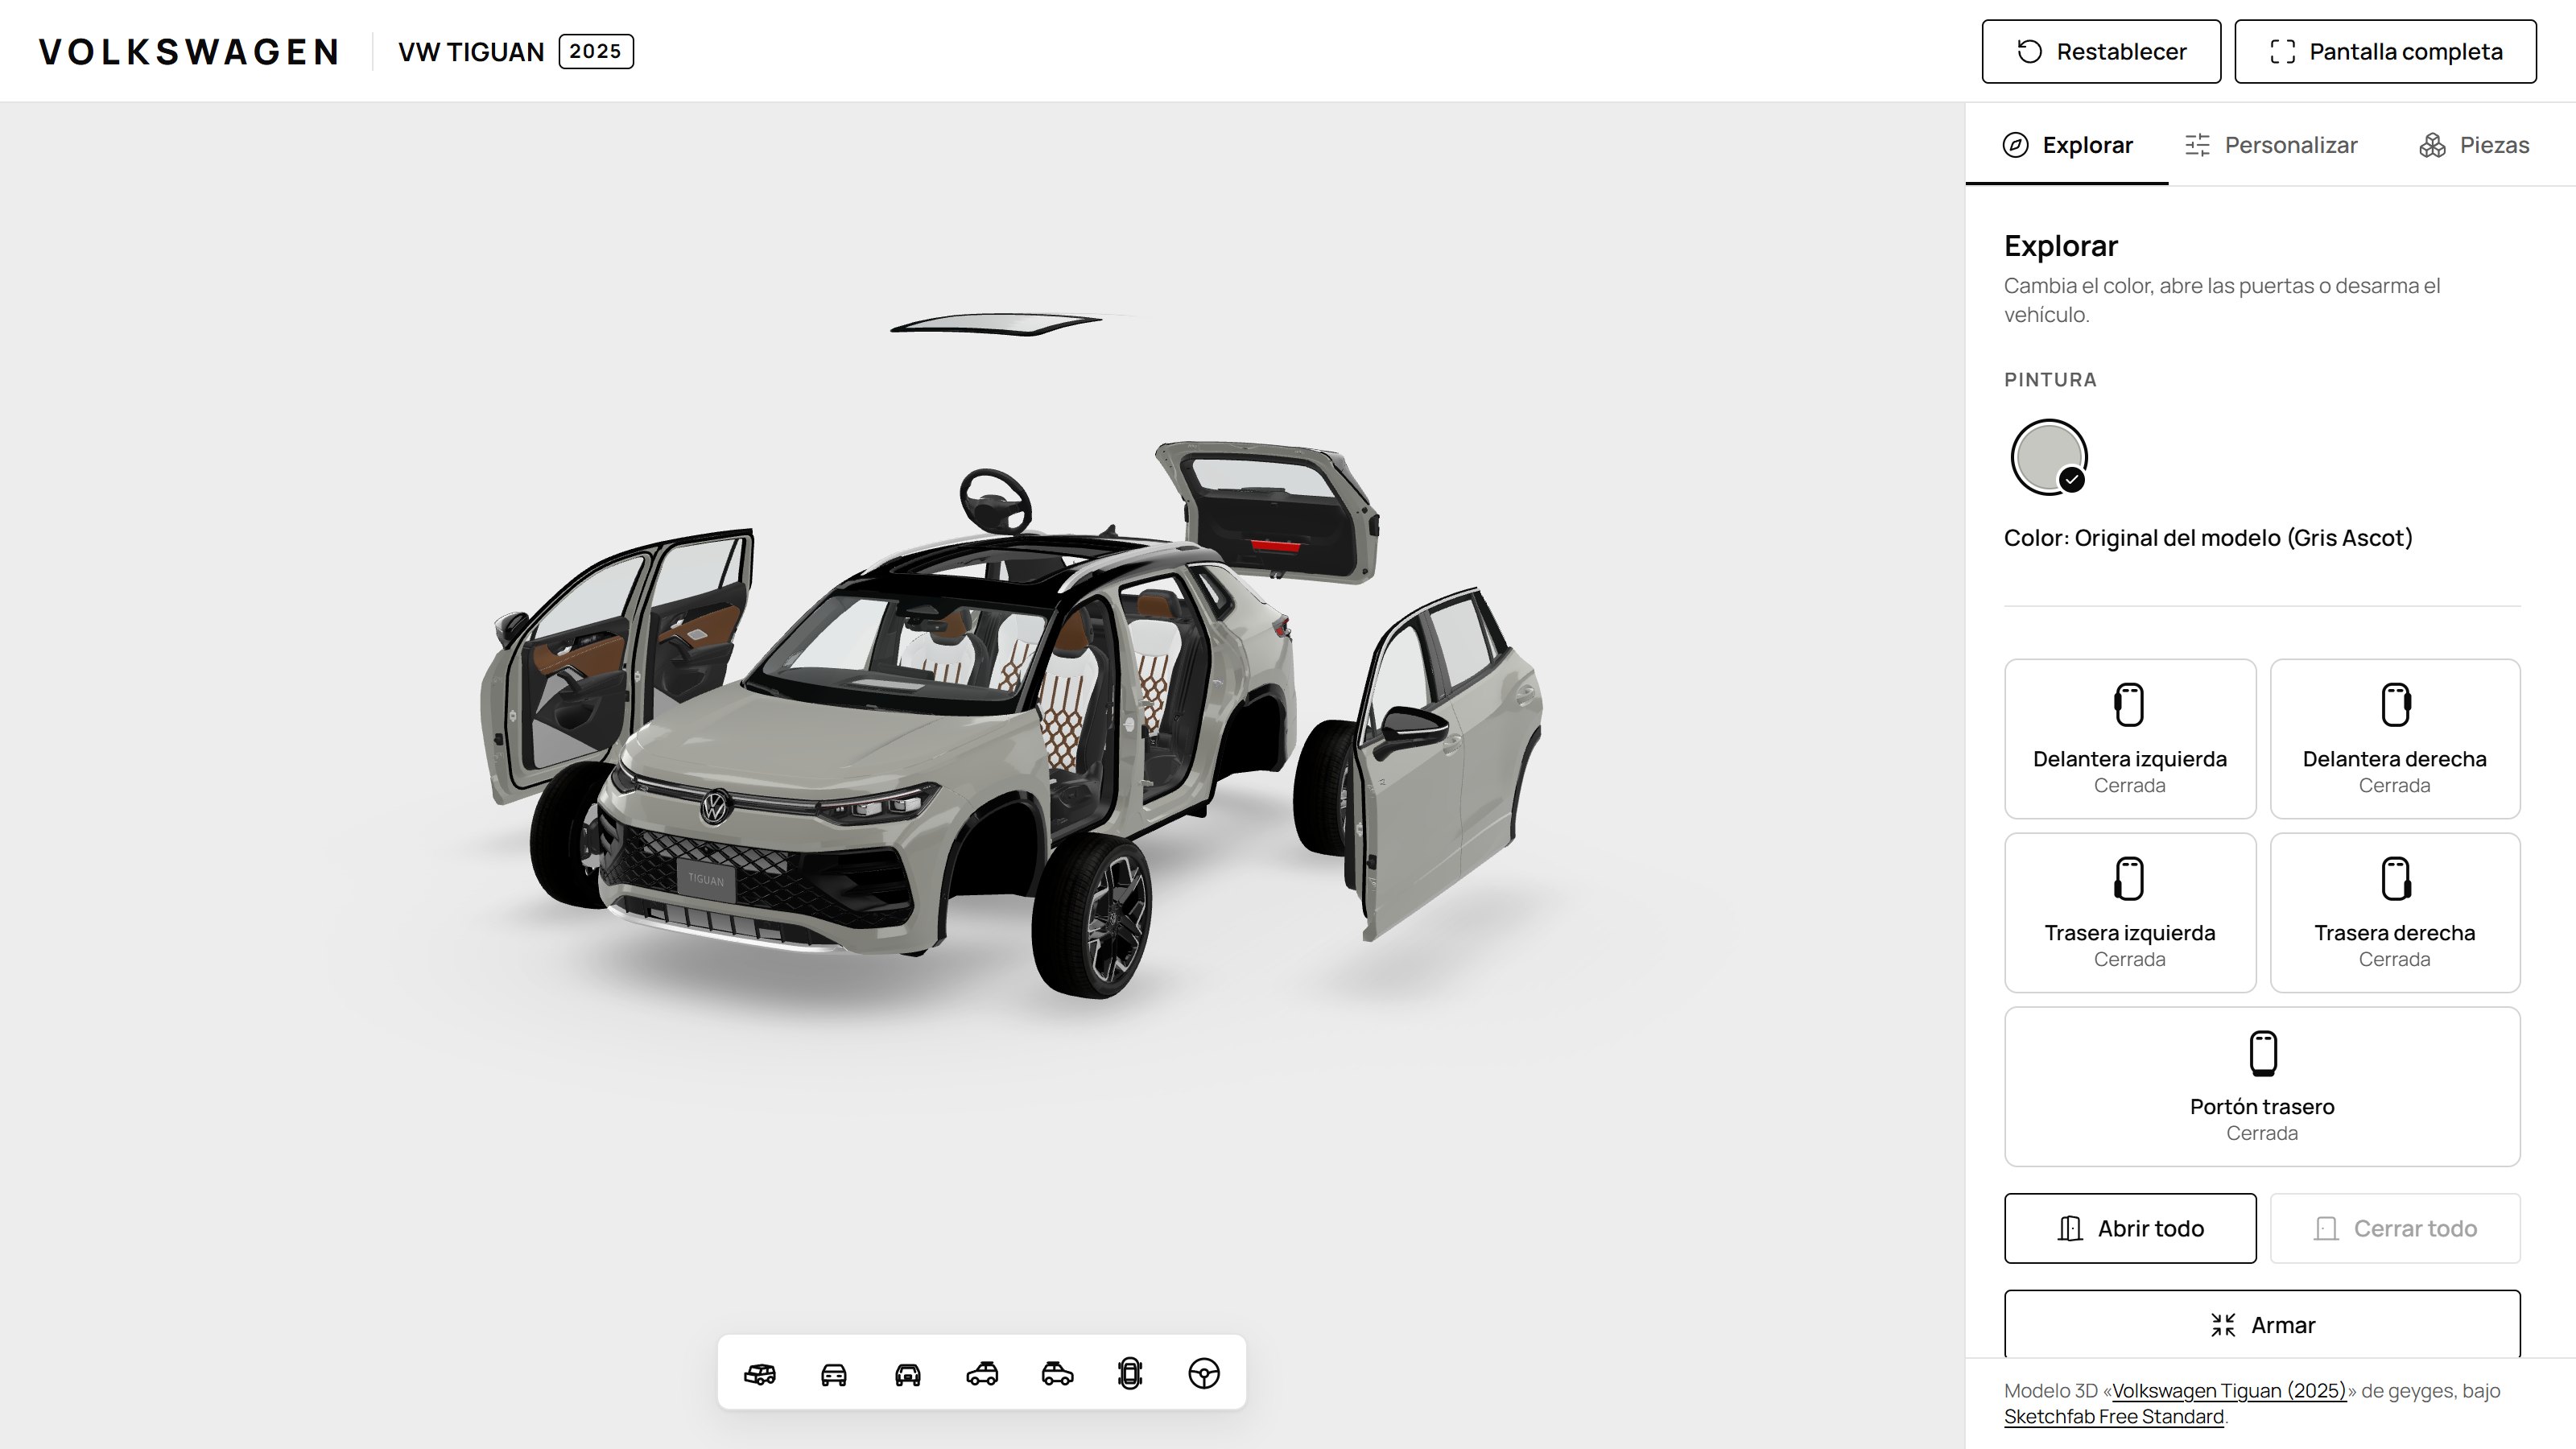 VOLKSWAGEN
VW TIGUAN
2025
Restablecer
Pantalla completa
Explorar
Personalizar
Piezas
Explorar
Cambia el color, abre las puertas o desarma el
vehículo.
PINTURA
Color: Original del modelo (Gris Ascot)
Delantera izquierda
Cerrada
Delantera derecha
Cerrada
Trasera izquierda
Cerrada
Trasera derecha
Cerrada
Portón trasero
Cerrada
Abrir todo
Cerrar todo
Armar
TIGUAN
Modelo 3D «Volkswagen Tiguan (2025)» de geyges, bajo
Sketchfab Free Standard.